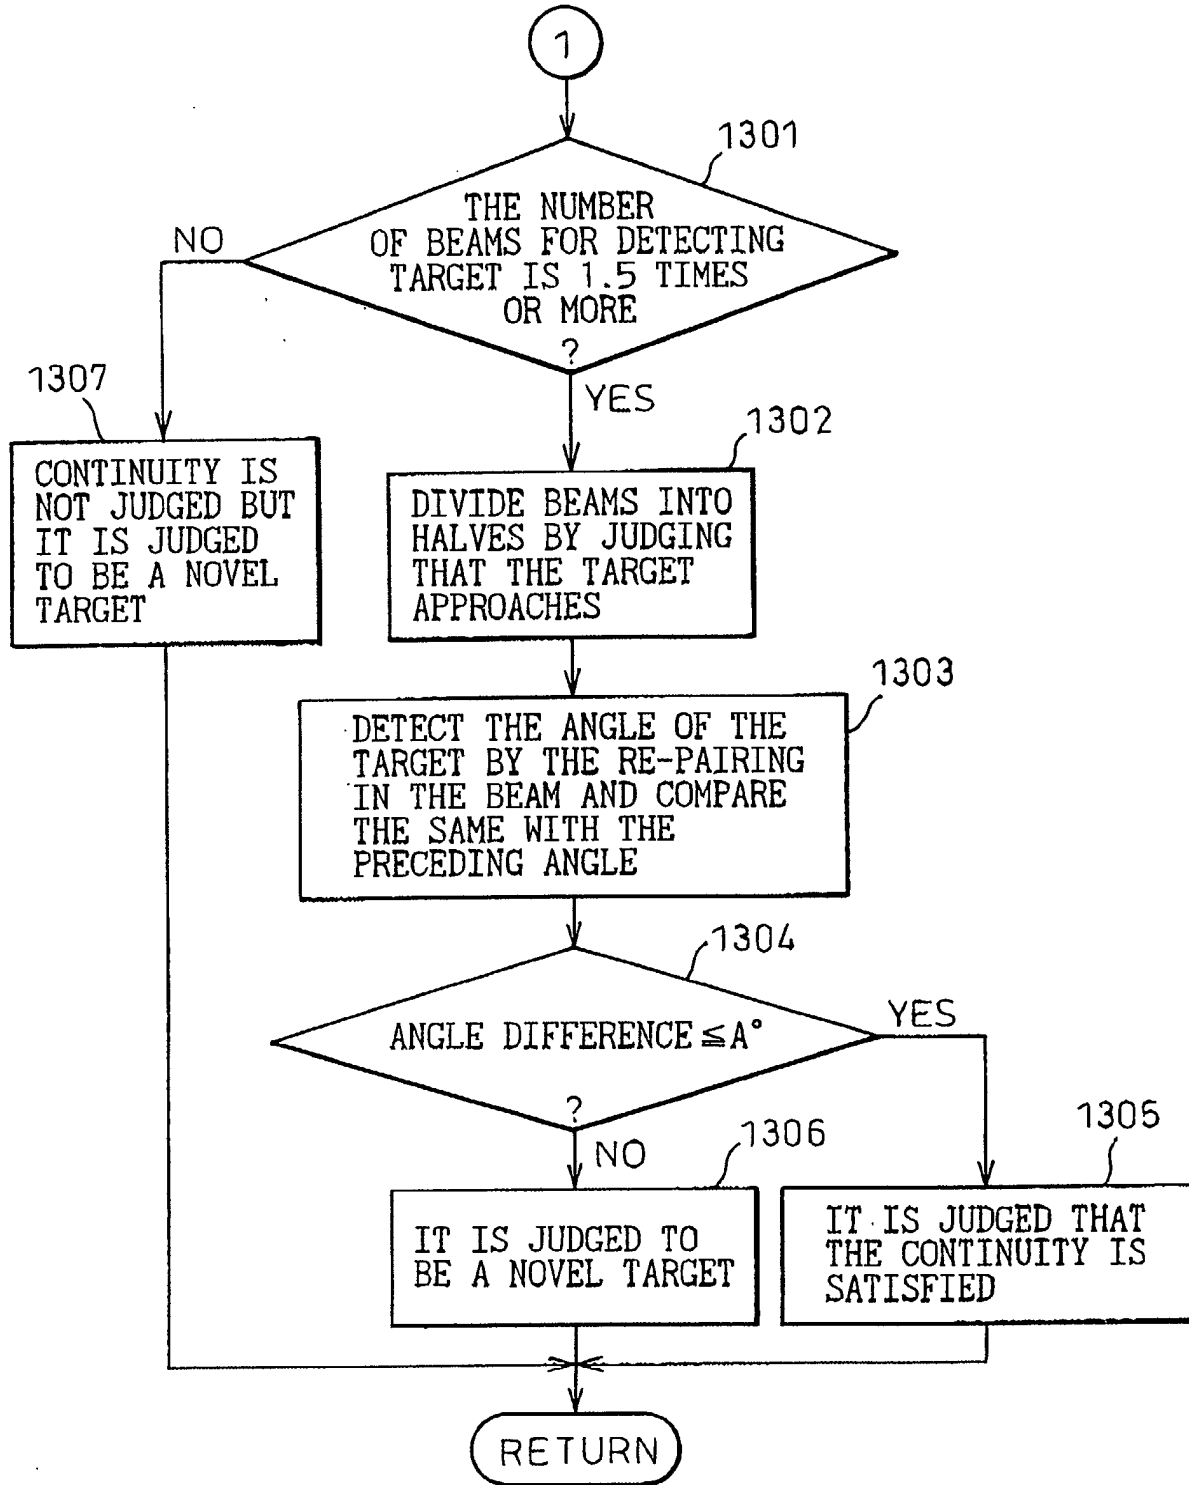 1
1301
THE NUMBER
OF BEAMS FOR DETECTING
TARGET IS 1.5 TIMES
OR MORE
?
NO
YES
1307
CONTINUITY IS
NOT JUDGED BUT
IT IS JUDGED
TO BE A NOVEL
TARGET
1302
DIVIDE BEAMS INTO
HALVES BY JUDGING
THAT THE TARGET
APPROACHES
1303
DETECT THE ANGLE OF THE
TARGET BY THE RE-PAIRING
IN THE BEAM AND COMPARE
THE SAME WITH THE
PRECEDING ANGLE
1304
ANGLE DIFFERENCE ≦ A°
?
YES
NO
1306
IT IS JUDGED TO
BE A NOVEL TARGET
1305
IT IS JUDGED THAT
THE CONTINUITY IS
SATISFIED
RETURN